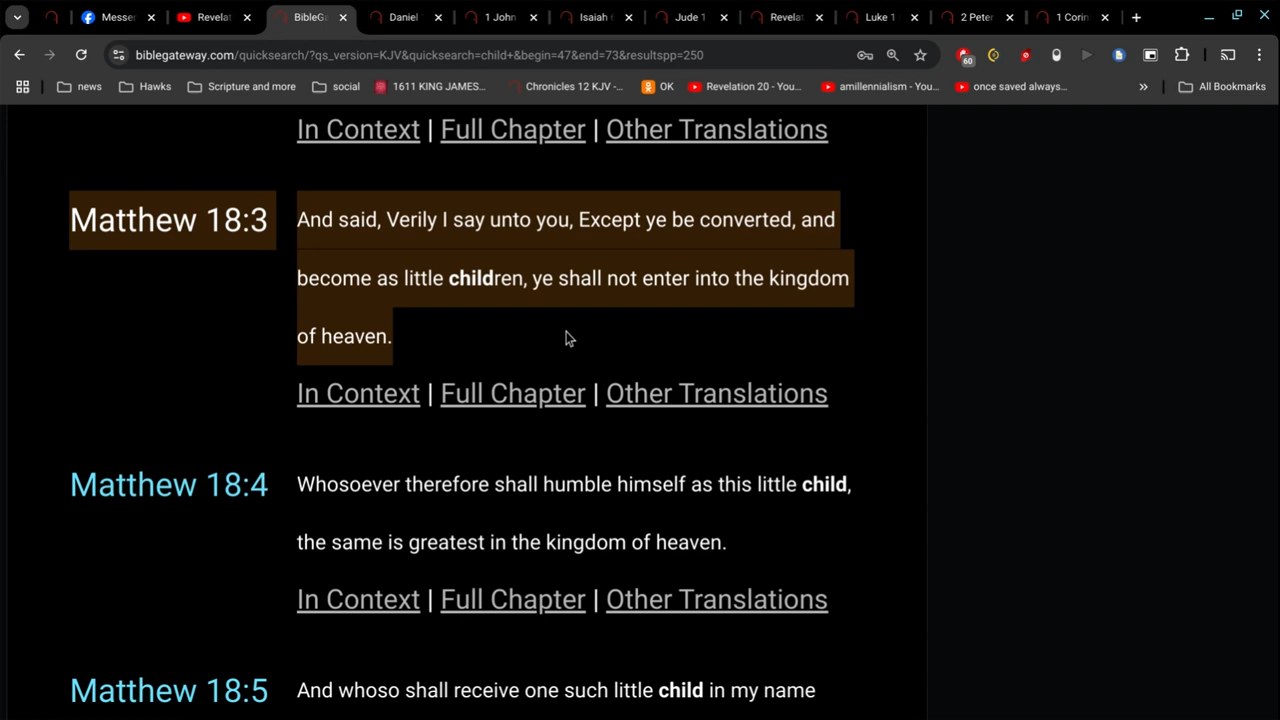 Messer
Revelat
BibleGa
Daniel
1 John
Isaiah 6
Jude 1
Revelat
Luke 1
2 Peter
1 Corin
biblegateway.com/quicksearch/?qs_version=KJV&quicksearch=child+&begin=47&end=73&resultspp=250
60
news
Hawks
Scripture and more
social
1611 KING JAMES...
Chronicles 12 KJV -...
OK
Revelation 20 - You...
amillennialism - You...
once saved always...
»
All Bookmarks
In Context | Full Chapter | Other Translations
Matthew 18:3
And said, Verily I say unto you, Except ye be converted, and
become as little children, ye shall not enter into the kingdom
of heaven.
In Context | Full Chapter | Other Translations
Matthew 18:4
Whosoever therefore shall humble himself as this little child,
the same is greatest in the kingdom of heaven.
In Context | Full Chapter | Other Translations
Matthew 18:5
And whoso shall receive one such little child in my name